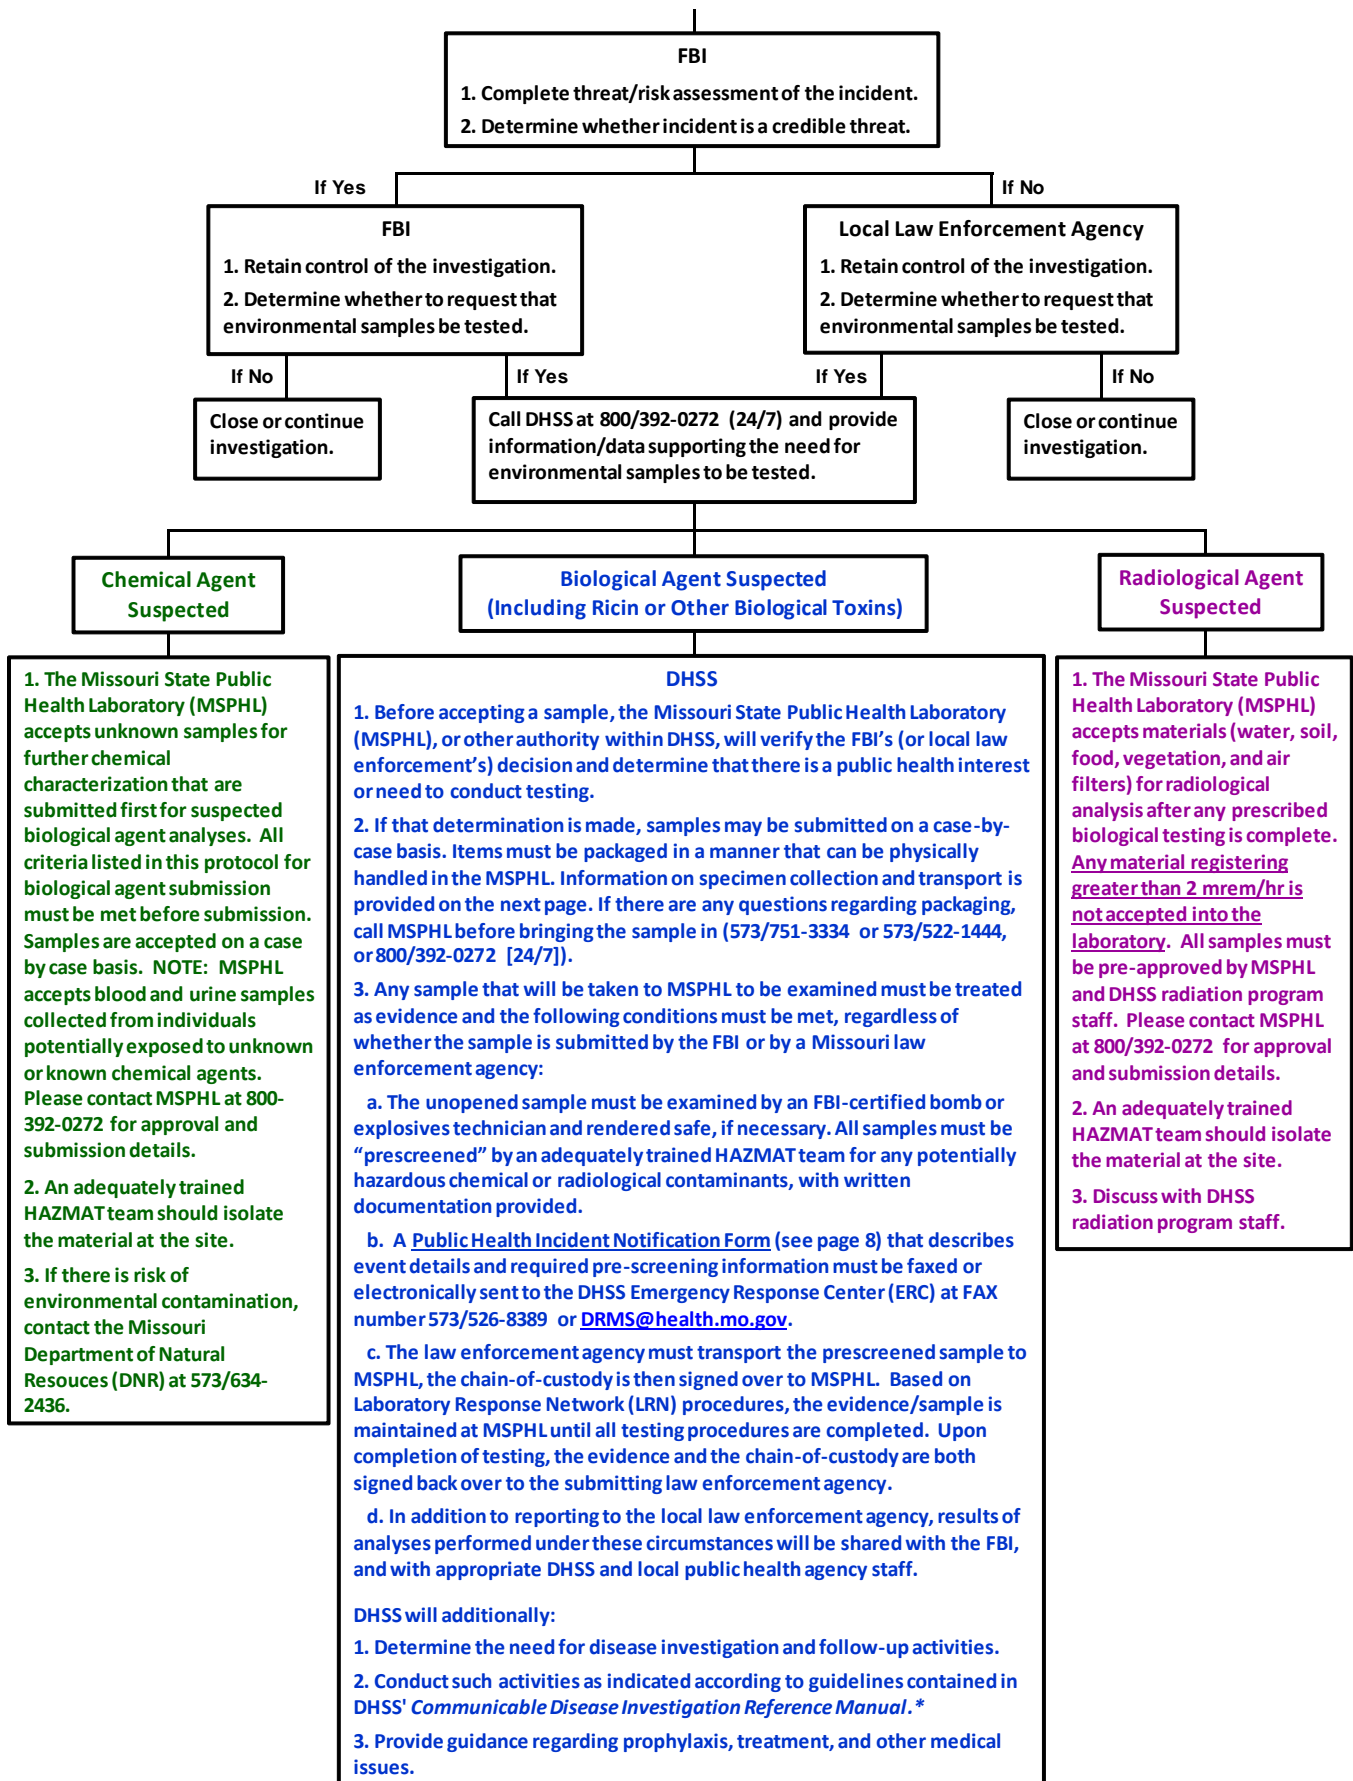 FBI
1. Complete threat/risk assessment of the incident.
2. Determine whether incident is a credible threat.
If Yes
If No
FBI
1. Retain control of the investigation.
2. Determine whether to request that
environmental samples be tested.
Local Law Enforcement Agency
1. Retain control of the investigation.
2. Determine whether to request that
environmental samples be tested.
If No
If Yes
If Yes
If No
Close or continue
investigation.
Call DHSS at 800/392-0272 (24/7) and provide
information/data supporting the need for
environmental samples to be tested.
Close or continue
investigation.
Chemical Agent
Suspected
Biological Agent Suspected
(Including Ricin or Other Biological Toxins)
Radiological Agent
Suspected
1. The Missouri State Public
Health Laboratory (MSPHL)
accepts unknown samples for
further chemical
characterization that are
submitted first for suspected
biological agent analyses. All
criteria listed in this protocol for
biological agent submission
must be met before submission.
Samples are accepted on a case
by case basis. NOTE: MSPHL
accepts blood and urine samples
collected from individuals
potentially exposed to unknown
or known chemical agents.
Please contact MSPHL at 800-
392-0272 for approval and
submission details.
2. An adequately trained
HAZMAT team should isolate
the material at the site.
3. If there is risk of
environmental contamination,
contact the Missouri
Department of Natural
Resouces (DNR) at 573/634-
2436.
DHSS
1. Before accepting a sample, the Missouri State Public Health Laboratory
(MSPHL), or other authority within DHSS, will verify the FBI's (or local law
enforcement's) decision and determine that there is a public health interest
or need to conduct testing.
2. If that determination is made, samples may be submitted on a case-by-
case basis. Items must be packaged in a manner that can be physically
handled in the MSPHL. Information on specimen collection and transport is
provided on the next page. If there are any questions regarding packaging,
call MSPHL before bringing the sample in (573/751-3334 or 573/522-1444,
or 800/392-0272 [24/7]).
3. Any sample that will be taken to MSPHL to be examined must be treated
as evidence and the following conditions must be met, regardless of
whether the sample is submitted by the FBI or by a Missouri law
enforcement agency:
a. The unopened sample must be examined by an FBI-certified bomb or
explosives technician and rendered safe, if necessary. All samples must be
“prescreened” by an adequately trained HAZMAT team for any potentially
hazardous chemical or radiological contaminants, with written
documentation provided.
b. A Public Health Incident Notification Form (see page 8) that describes
event details and required pre-screening information must be faxed or
electronically sent to the DHSS Emergency Response Center (ERC) at FAX
number 573/526-8389 or DRMS@health.mo.gov.
c. The law enforcement agency must transport the prescreened sample to
MSPHL, the chain-of-custody is then signed over to MSPHL. Based on
Laboratory Response Network (LRN) procedures, the evidence/sample is
maintained at MSPHL until all testing procedures are completed. Upon
completion of testing, the evidence and the chain-of-custody are both
signed back over to the submitting law enforcement agency.
d. In addition to reporting to the local law enforcement agency, results of
analyses performed under these circumstances will be shared with the FBI,
and with appropriate DHSS and local public health agency staff.
DHSS will additionally:
1. Determine the need for disease investigation and follow-up activities.
2. Conduct such activities as indicated according to guidelines contained in
DHSS' Communicable Disease Investigation Reference Manual.*
3. Provide guidance regarding prophylaxis, treatment, and other medical
issues.
1. The Missouri State Public
Health Laboratory (MSPHL)
accepts materials (water, soil,
food, vegetation, and air
filters) for radiological
analysis after any prescribed
biological testing is complete.
Any material registering
greater than 2 mrem/hr is
not accepted into the
laboratory. All samples must
be pre-approved by MSPHL
and DHSS radiation program
staff. Please contact MSPHL
at 800/392-0272 for approval
and submission details.
2. An adequately trained
HAZMAT team should isolate
the material at the site.
3. Discuss with DHSS
radiation program staff.